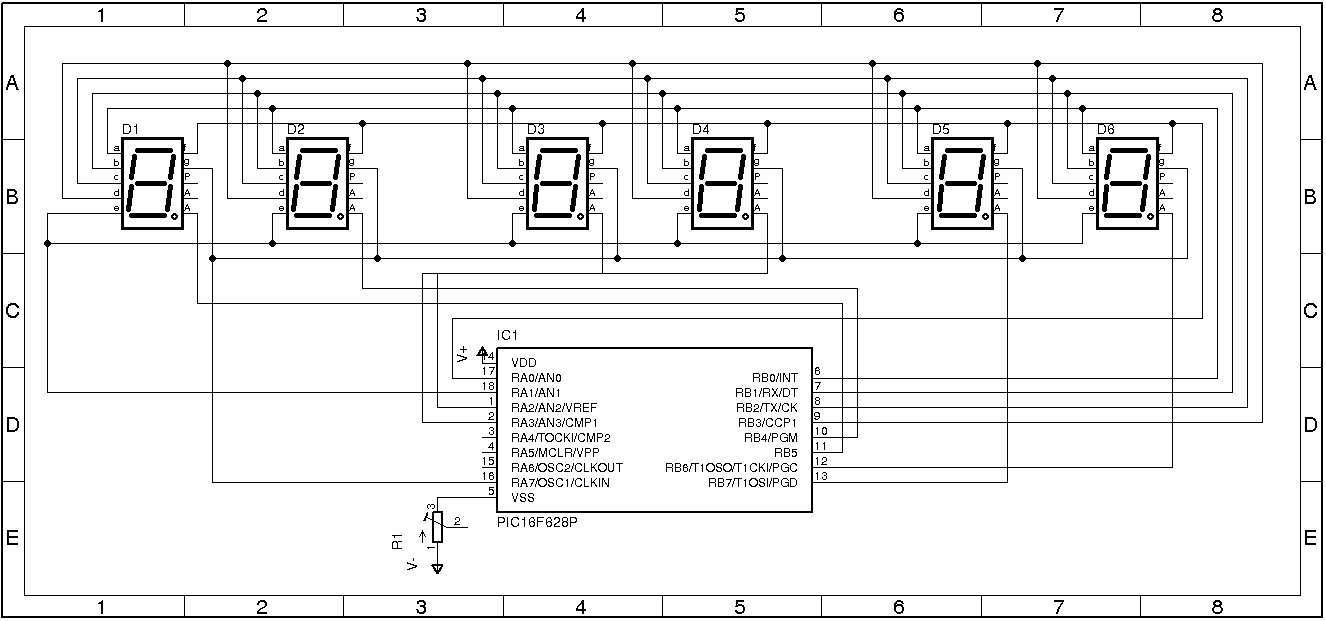 1 2 3 4 5 6 7 8
A A
D1 D2 D3 D4 D5 D6
a f a f a f a f a f a f
b g b g b g b g b g b g
c P c P c P c P c P c P
B B
d A d A d A d A d A d A
e A e A e A e A e A e A
C C
IC1
V+ 14 VDD
17 RA0/AN0 RB0/INT 6
18 RA1/AN1 RB1/RX/DT 7
1 RA2/AN2/VREF RB2/TX/CK 8
2 RA3/AN3/CMP1 RB3/CCP1 9
D D
3 RA4/TOCKI/CMP2 RB4/PGM 10
4 RA5/MCLR/VPP RB5 11
15 RA6/OSC2/CLKOUT RB6/T1OSO/T1CKI/PGC 12
16 RA7/OSC1/CLKIN RB7/T1OSI/PGD 13
5 VSS
3
2 PIC16F628P
E R1 1 E
V-
1 2 3 4 5 6 7 8